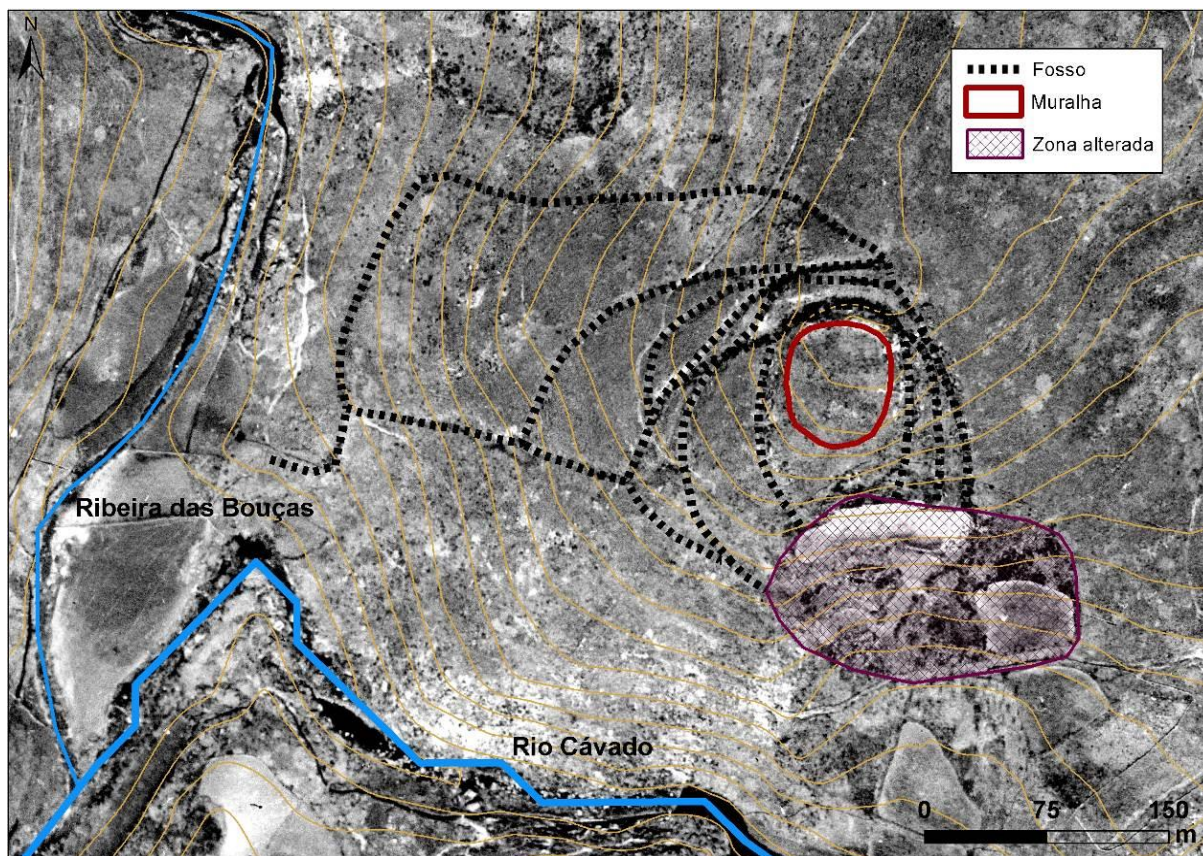 N
Fosso
Muralha
Zona alterada
Ribeira das Bouças
Rio Cávado
0 75 150
m